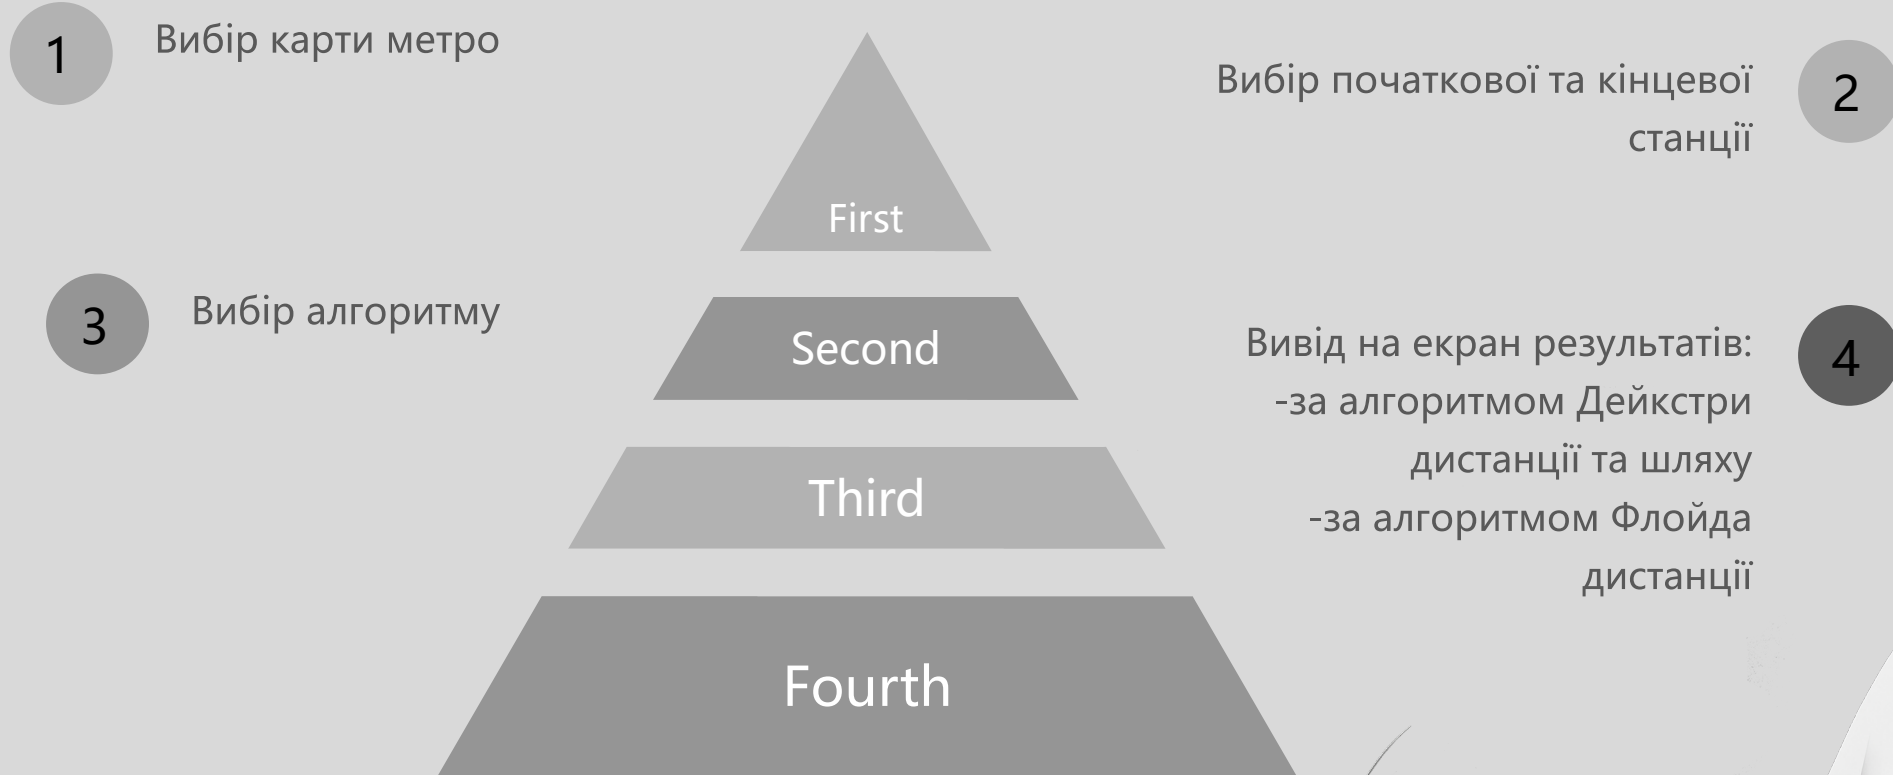 1
Вибір карти метро
2
Вибір початкової та кінцевої
станції
First
3
Вибір алгоритму
Second
4
Вивід на екран результатів:
-за алгоритмом Дейкстри
дистанції та шляху
-за алгоритмом Флойда
дистанції
Third
Fourth